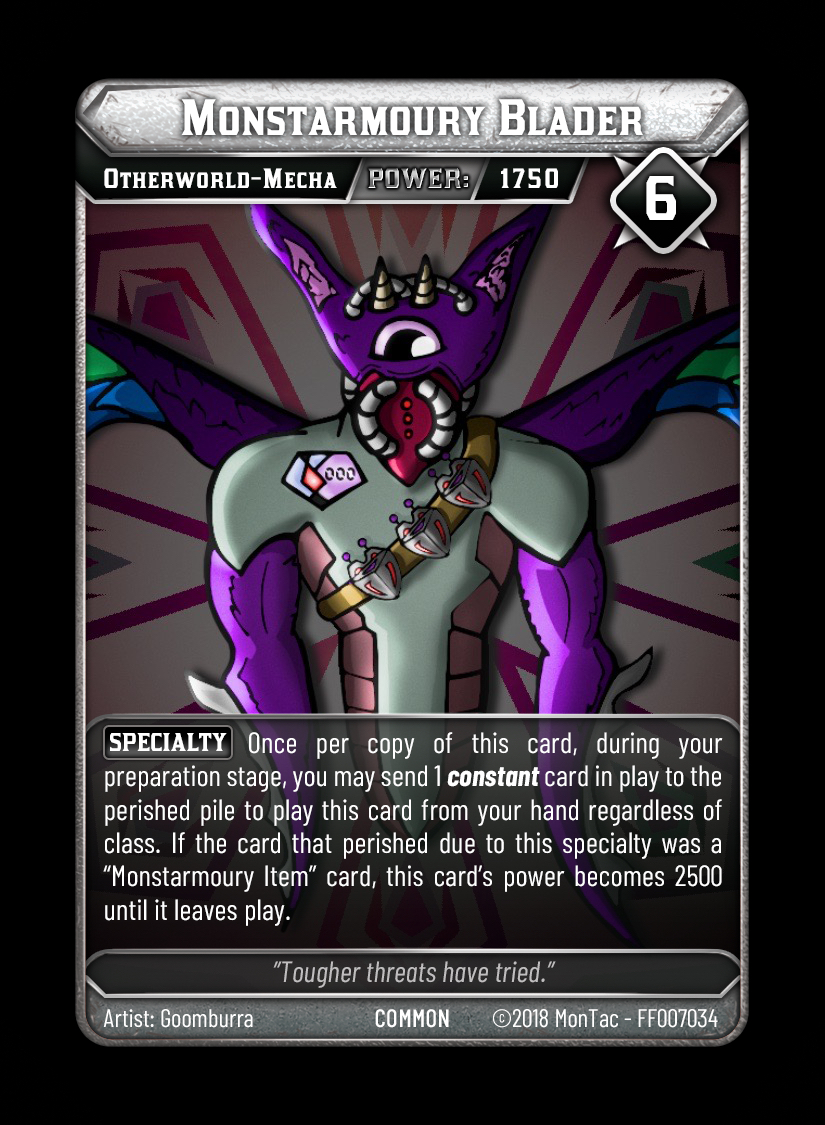 Monstarmoury Blader
Otherworld-Mecha POWER: 1750
6
SPECIALTY Once per copy of this card, during your
preparation stage, you may send 1 constant card in play to the
perished pile to play this card from your hand regardless of
class. If the card that perished due to this specialty was a
“Monstarmoury Item” card, this card's power becomes 2500
until it leaves play.
“Tougher threats have tried.”
Artist: Goomburra COMMON ©2018 MonTac - FF007034